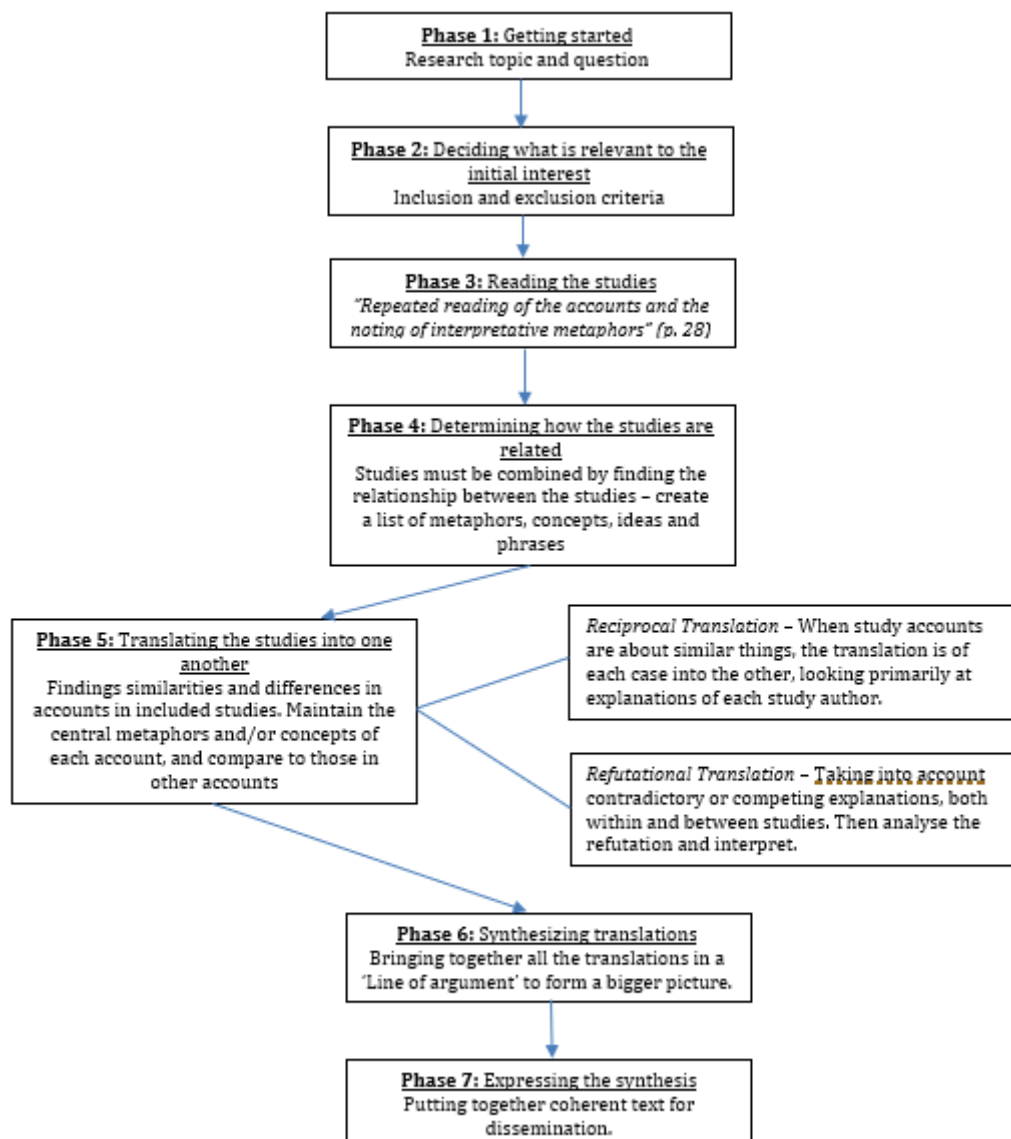 Phase 1: Getting started
Research topic and question
Phase 2: Deciding what is relevant to the
initial interest
Inclusion and exclusion criteria
Phase 3: Reading the studies
"Repeated reading of the accounts and the
noting of interpretative metaphors" (p. 28)
Phase 4: Determining how the studies are
related
Studies must be combined by finding the
relationship between the studies – create
a list of metaphors, concepts, ideas and
phrases
Phase 5: Translating the studies into one
another
Findings similarities and differences in
accounts in included studies. Maintain the
central metaphors and/or concepts of
each account, and compare to those in
other accounts
Reciprocal Translation – When study accounts
are about similar things, the translation is of
each case into the other, looking primarily at
explanations of each study author.
Refutational Translation – Taking into account
contradictory or competing explanations, both
within and between studies. Then analyse the
refutation and interpret.
Phase 6: Synthesizing translations
Bringing together all the translations in a
'Line of argument' to form a bigger picture.
Phase 7: Expressing the synthesis
Putting together coherent text for
dissemination.